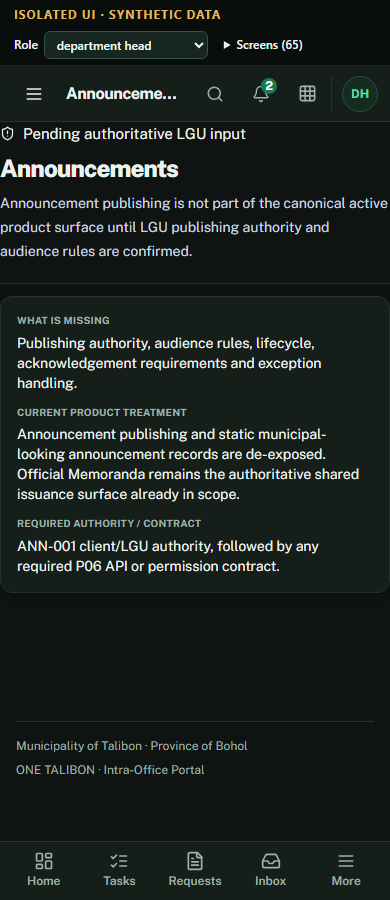 ISOLATED UI · SYNTHETIC DATA
Role department head Screens (65)
Announceme... 2 DH
Pending authoritative LGU input
Announcements
Announcement publishing is not part of the canonical active
product surface until LGU publishing authority and
audience rules are confirmed.
WHAT IS MISSING
Publishing authority, audience rules, lifecycle,
acknowledgement requirements and exception
handling.
CURRENT PRODUCT TREATMENT
Announcement publishing and static municipal-
looking announcement records are de-exposed.
Official Memoranda remains the authoritative shared
issuance surface already in scope.
REQUIRED AUTHORITY / CONTRACT
ANN-001 client/LGU authority, followed by any
required P06 API or permission contract.
Municipality of Talibon · Province of Bohol
ONE TALIBON · Intra-Office Portal
Home Tasks Requests Inbox More